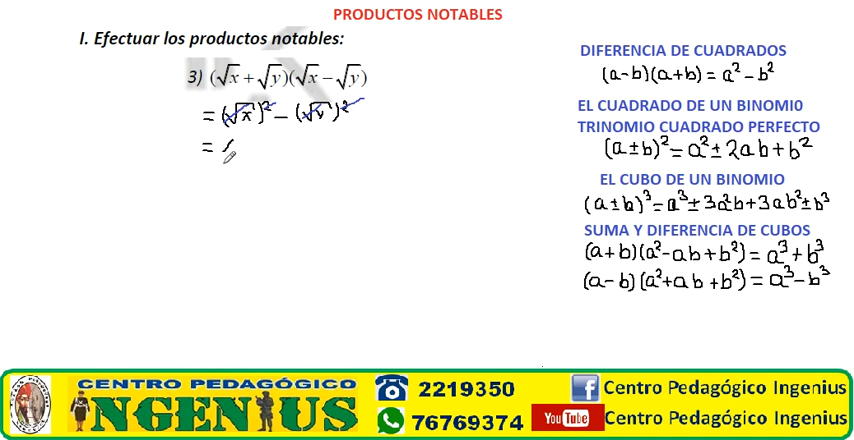 PRODUCTOS NOTABLES
I. Efectuar los productos notables:
3) (√x + √y)(√x − √y)
= (√x)² − (√y)²
=
DIFERENCIA DE CUADRADOS
(a-b)(a+b) = a² - b²
EL CUADRADO DE UN BINOMI0
TRINOMIO CUADRADO PERFECTO
(a ± b)² = a² ± 2ab + b²
EL CUBO DE UN BINOMIO
(a ± b)³ = a³ ± 3a²b + 3ab² ± b³
SUMA Y DIFERENCIA DE CUBOS
(a+b)(a² - ab + b²) = a³ + b³
(a-b)(a² + ab + b²) = a³ - b³
CENTRO PEDAGÓGICO
INGENIUS
2219350
76769374
Centro Pedagógico Ingenius
YouTube Centro Pedagógico Ingenius